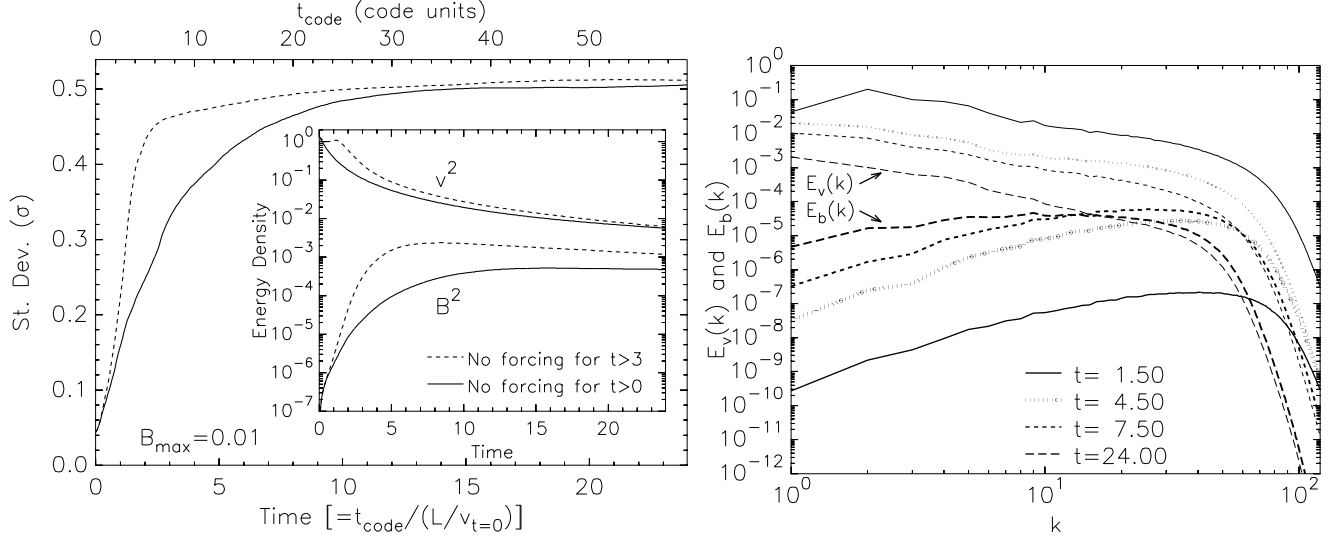 t_code (code units)
0 10 20 30 40 50
St. Dev. (σ)
0.5
0.4
0.3
0.2
0.1
0.0
B_max=0.01
0 5 10 15 20
Time [=t_code/(L/v_t=0)]
0 5 10 15 20
Energy Density
10^0
10^-1
10^-2
10^-3
10^-4
10^-5
10^-6
10^-7
v^2
B^2
No forcing for t>3
No forcing for t>0
0 5 10 15 20
Time
E_v(k) and E_b(k)
10^0
10^-1
10^-2
10^-3
10^-4
10^-5
10^-6
10^-7
10^-8
10^-9
10^-10
10^-11
10^-12
E_v(k)
E_b(k)
t= 1.50
t= 4.50
t= 7.50
t=24.00
10^0 10^1 10^2
k